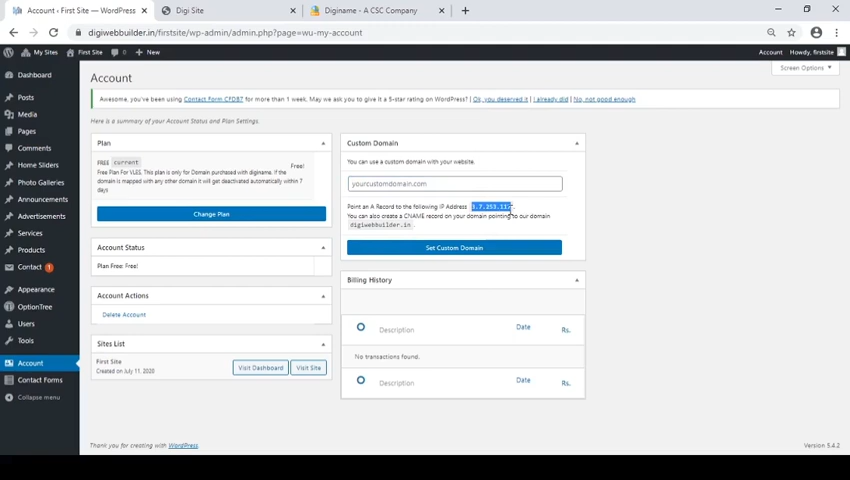 Account ‹ First Site — WordPress
Digi Site
Diginame - A CSC Company
digiwebbuilder.in/firstsite/wp-admin/admin.php?page=wu-my-account
My Sites
First Site
0
New
Account
Howdy, firstsite
Screen Options
Dashboard
Posts
Media
Pages
Comments
Home Sliders
Photo Galleries
Announcements
Advertisements
Services
Products
Contact 1
Appearance
OptionTree
Users
Tools
Account
Contact Forms
Collapse menu
Account
Awesome, you've been using Contact Form CFDB7 for more than 1 week. May we ask you to give it a 5-star rating on WordPress? | Ok, you deserved it | I already did | No, not good enough
Here is a summary of your Account Status and Plan Settings.
Plan
FREE current
Free!
Free Plan For VLES. This plan is only for Domain purchased with diginame. If the
domain is mapped with any other domain it will get deactivated automatically within 7
days
Change Plan
Account Status
Plan Free: Free!
Account Actions
Delete Account
Sites List
First Site
Created on July 11, 2020
Visit Dashboard
Visit Site
Custom Domain
You can use a custom domain with your website.
yourcustomdomain.com
Point an A Record to the following IP Address
You can also create a CNAME record on your domain pointing to our domain
digiwebbuilder.in.
Set Custom Domain
Billing History
Description
Date
Rs.
No transactions found.
Description
Date
Rs.
Thank you for creating with WordPress.
Version 5.4.2